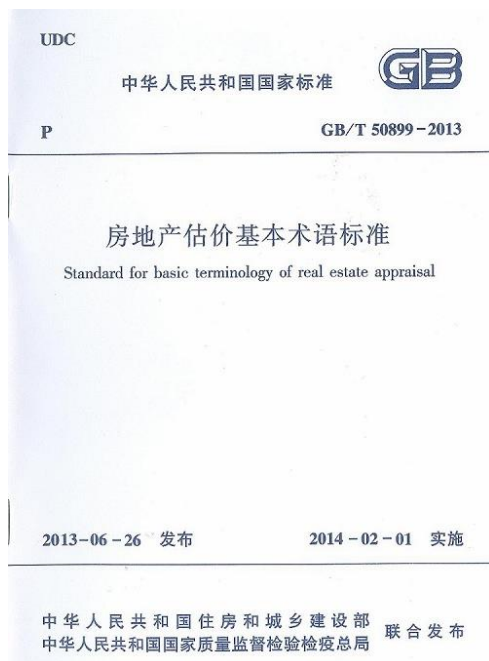 UDC
中华人民共和国国家标准
GB
P
GB/T 50899-2013
房地产估价基本术语标准
Standard for basic terminology of real estate appraisal
2013-06-26 发布
2014-02-01 实施
中华人民共和国住房和城乡建设部
中华人民共和国国家质量监督检验检疫总局
联合发布